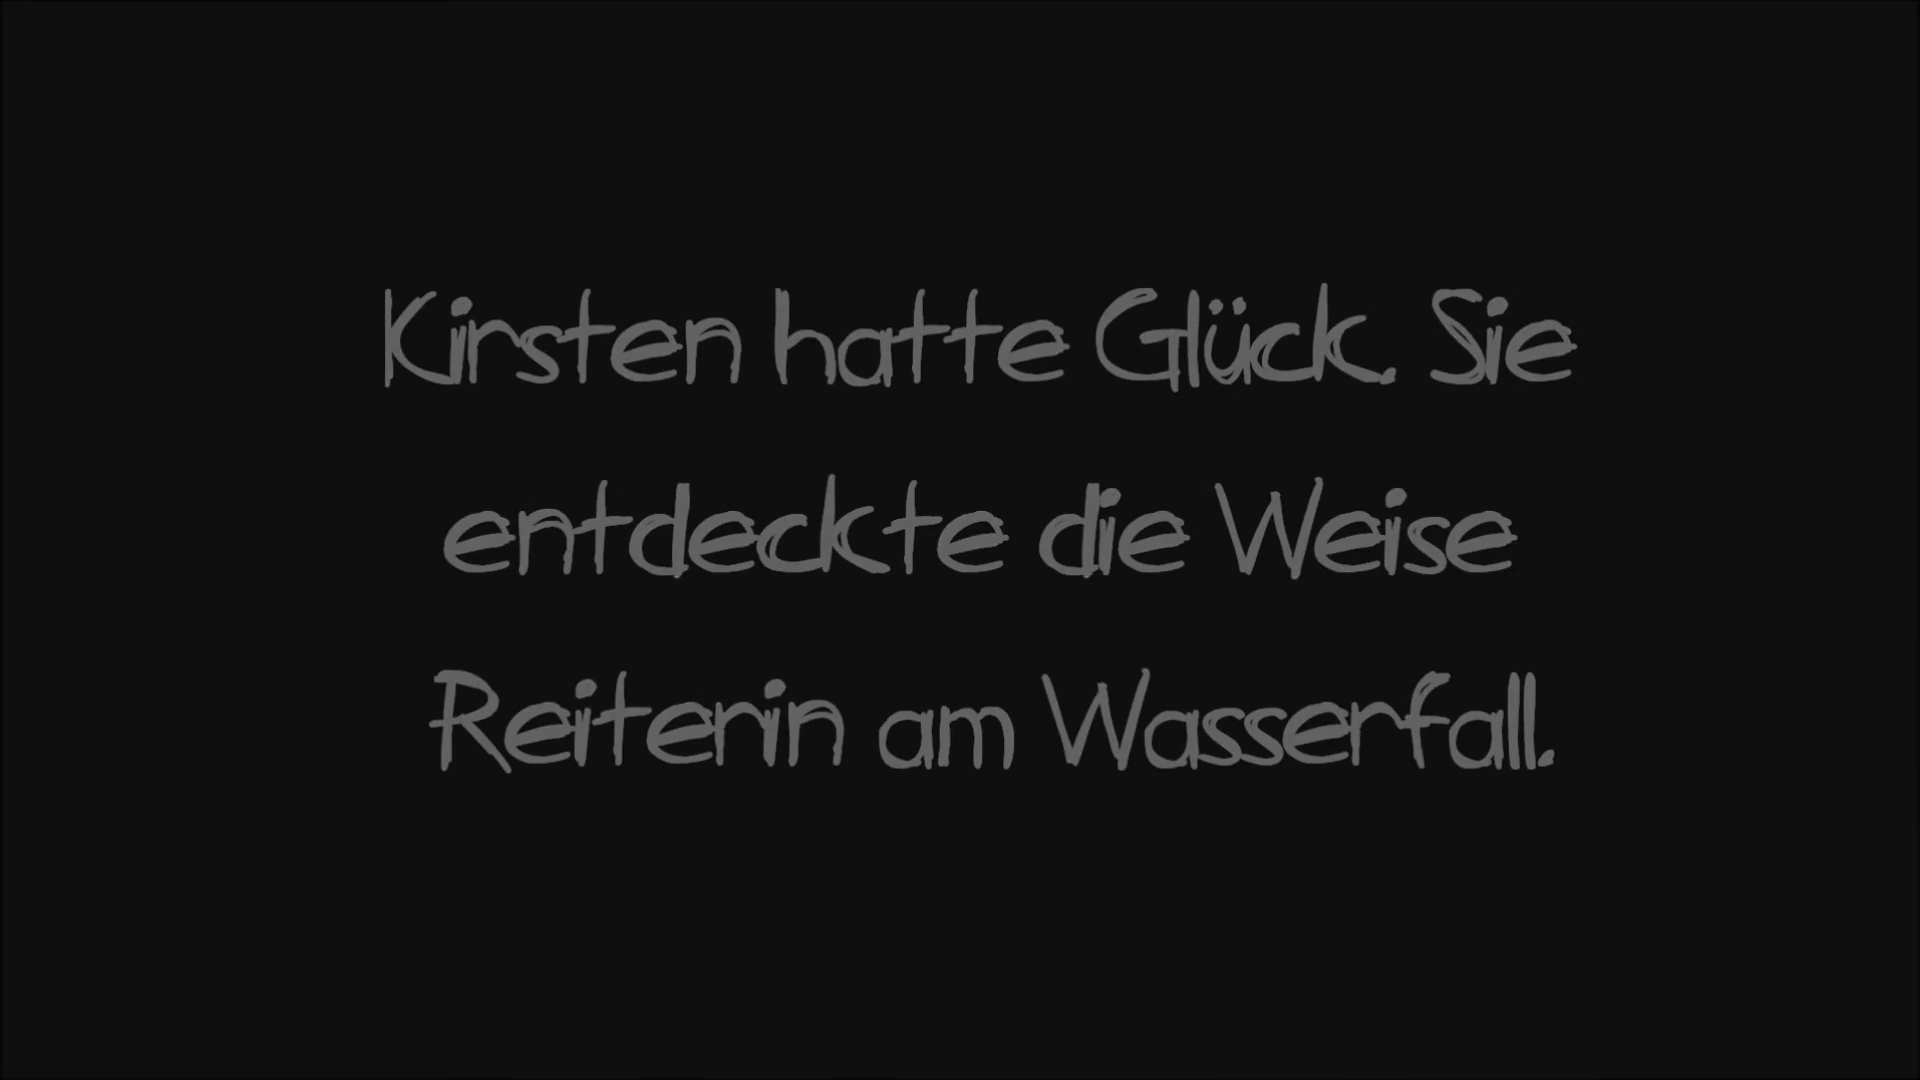 Kirsten hatte Glück. Sie
entdeckte die Weise
Reiterin am Wasserfall.